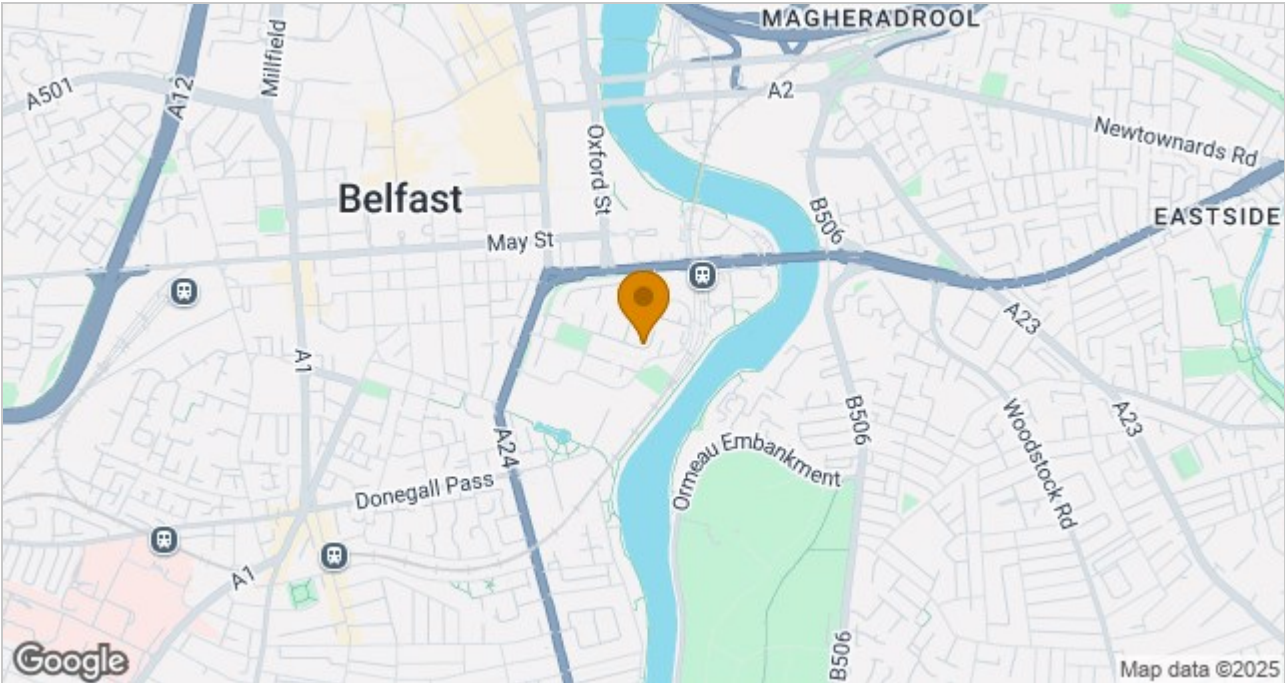 MAGHERADROOL
A501
A12
Millfield
A2
Newtownards Rd
Oxford St
Belfast
B506
EASTSIDE
May St
A23
A1
B506
A23
Woodstock Rd
A24
Ormeau Embankment
Donegall Pass
A1
B506
Google
Map data ©2025